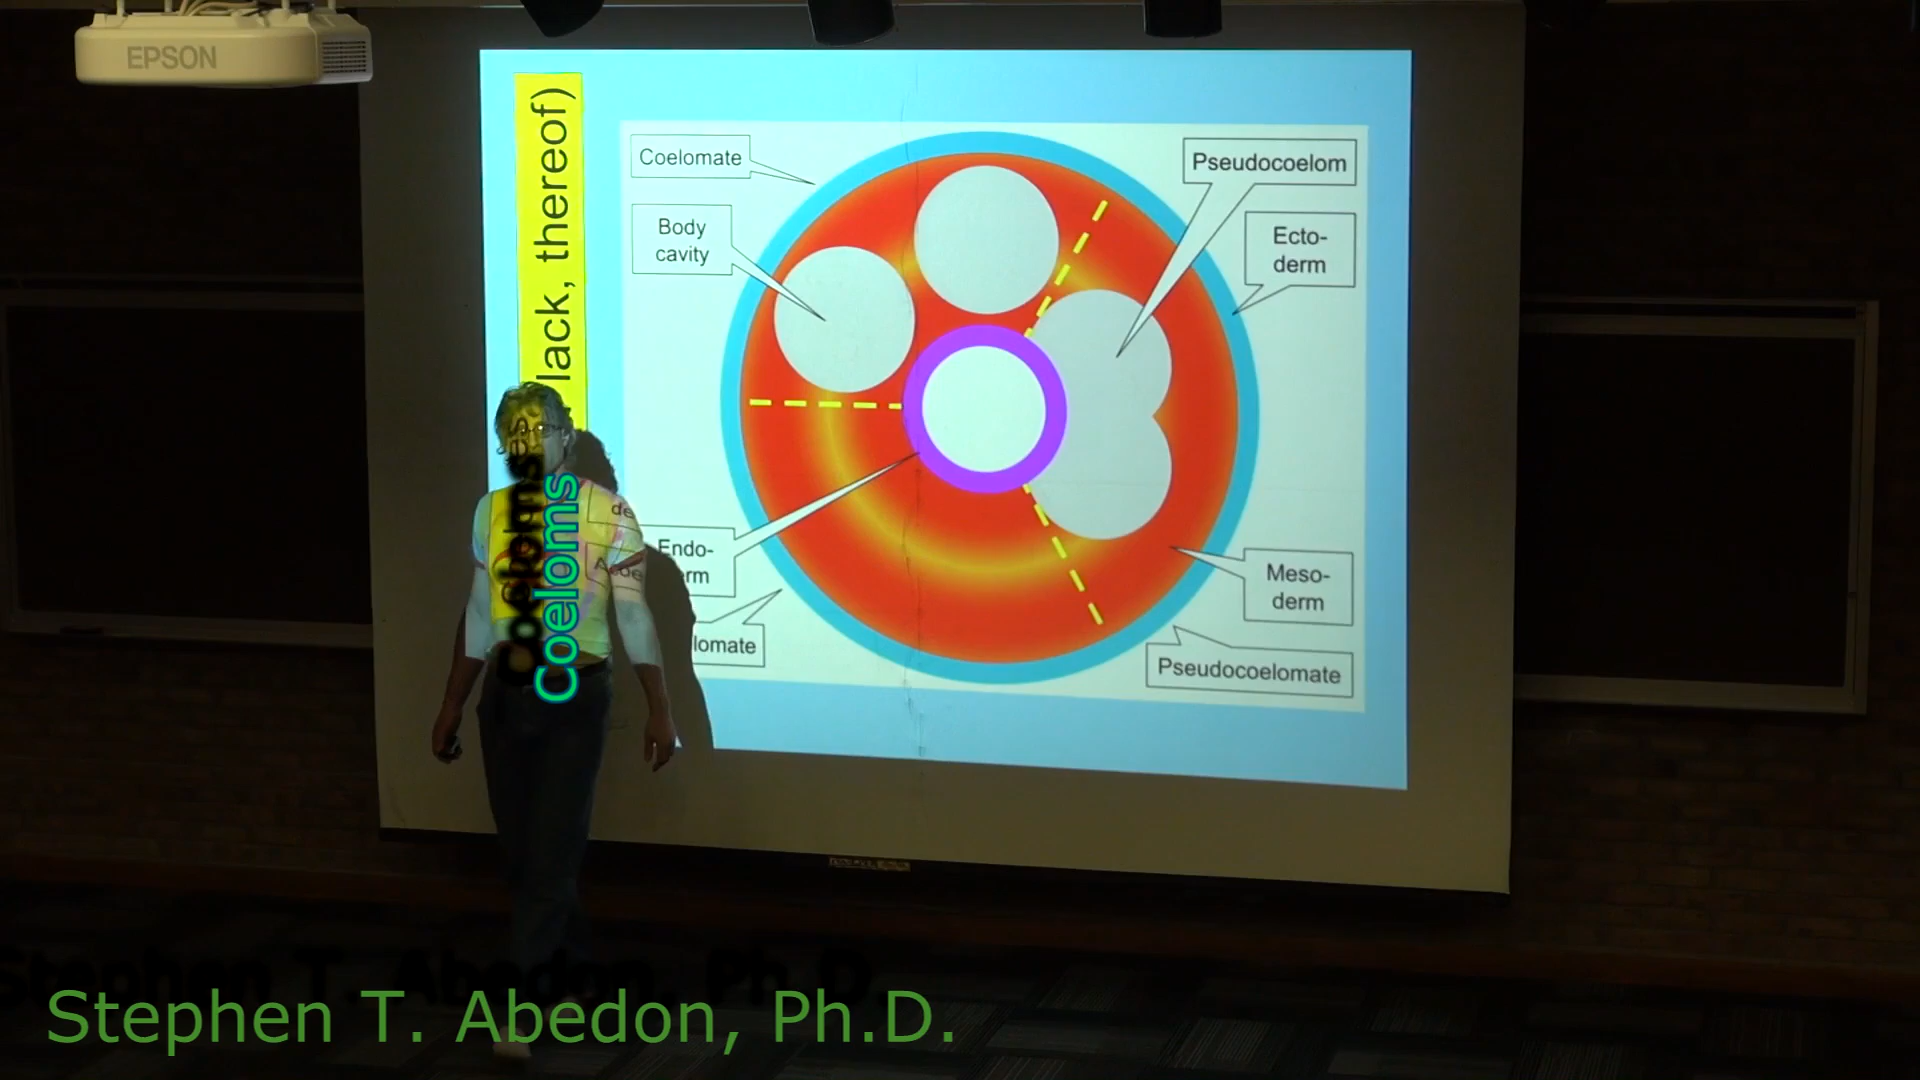 EPSON
lack, thereof)
Coeloms
Coelomate
Body
cavity
Pseudocoelom
Ecto-
derm
Endo-
rm
lomate
Meso-
derm
Pseudocoelomate
Stephen T. Abedon, Ph.D.